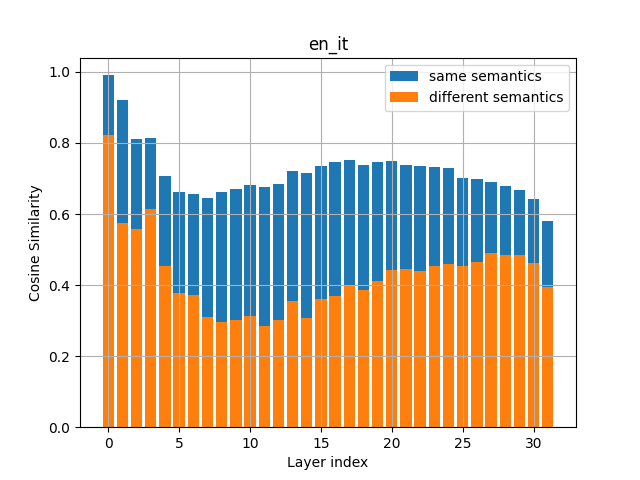 en_it
same semantics
different semantics
Cosine Similarity
1.0
0.8
0.6
0.4
0.2
0.0
0 5 10 15 20 25 30
Layer index